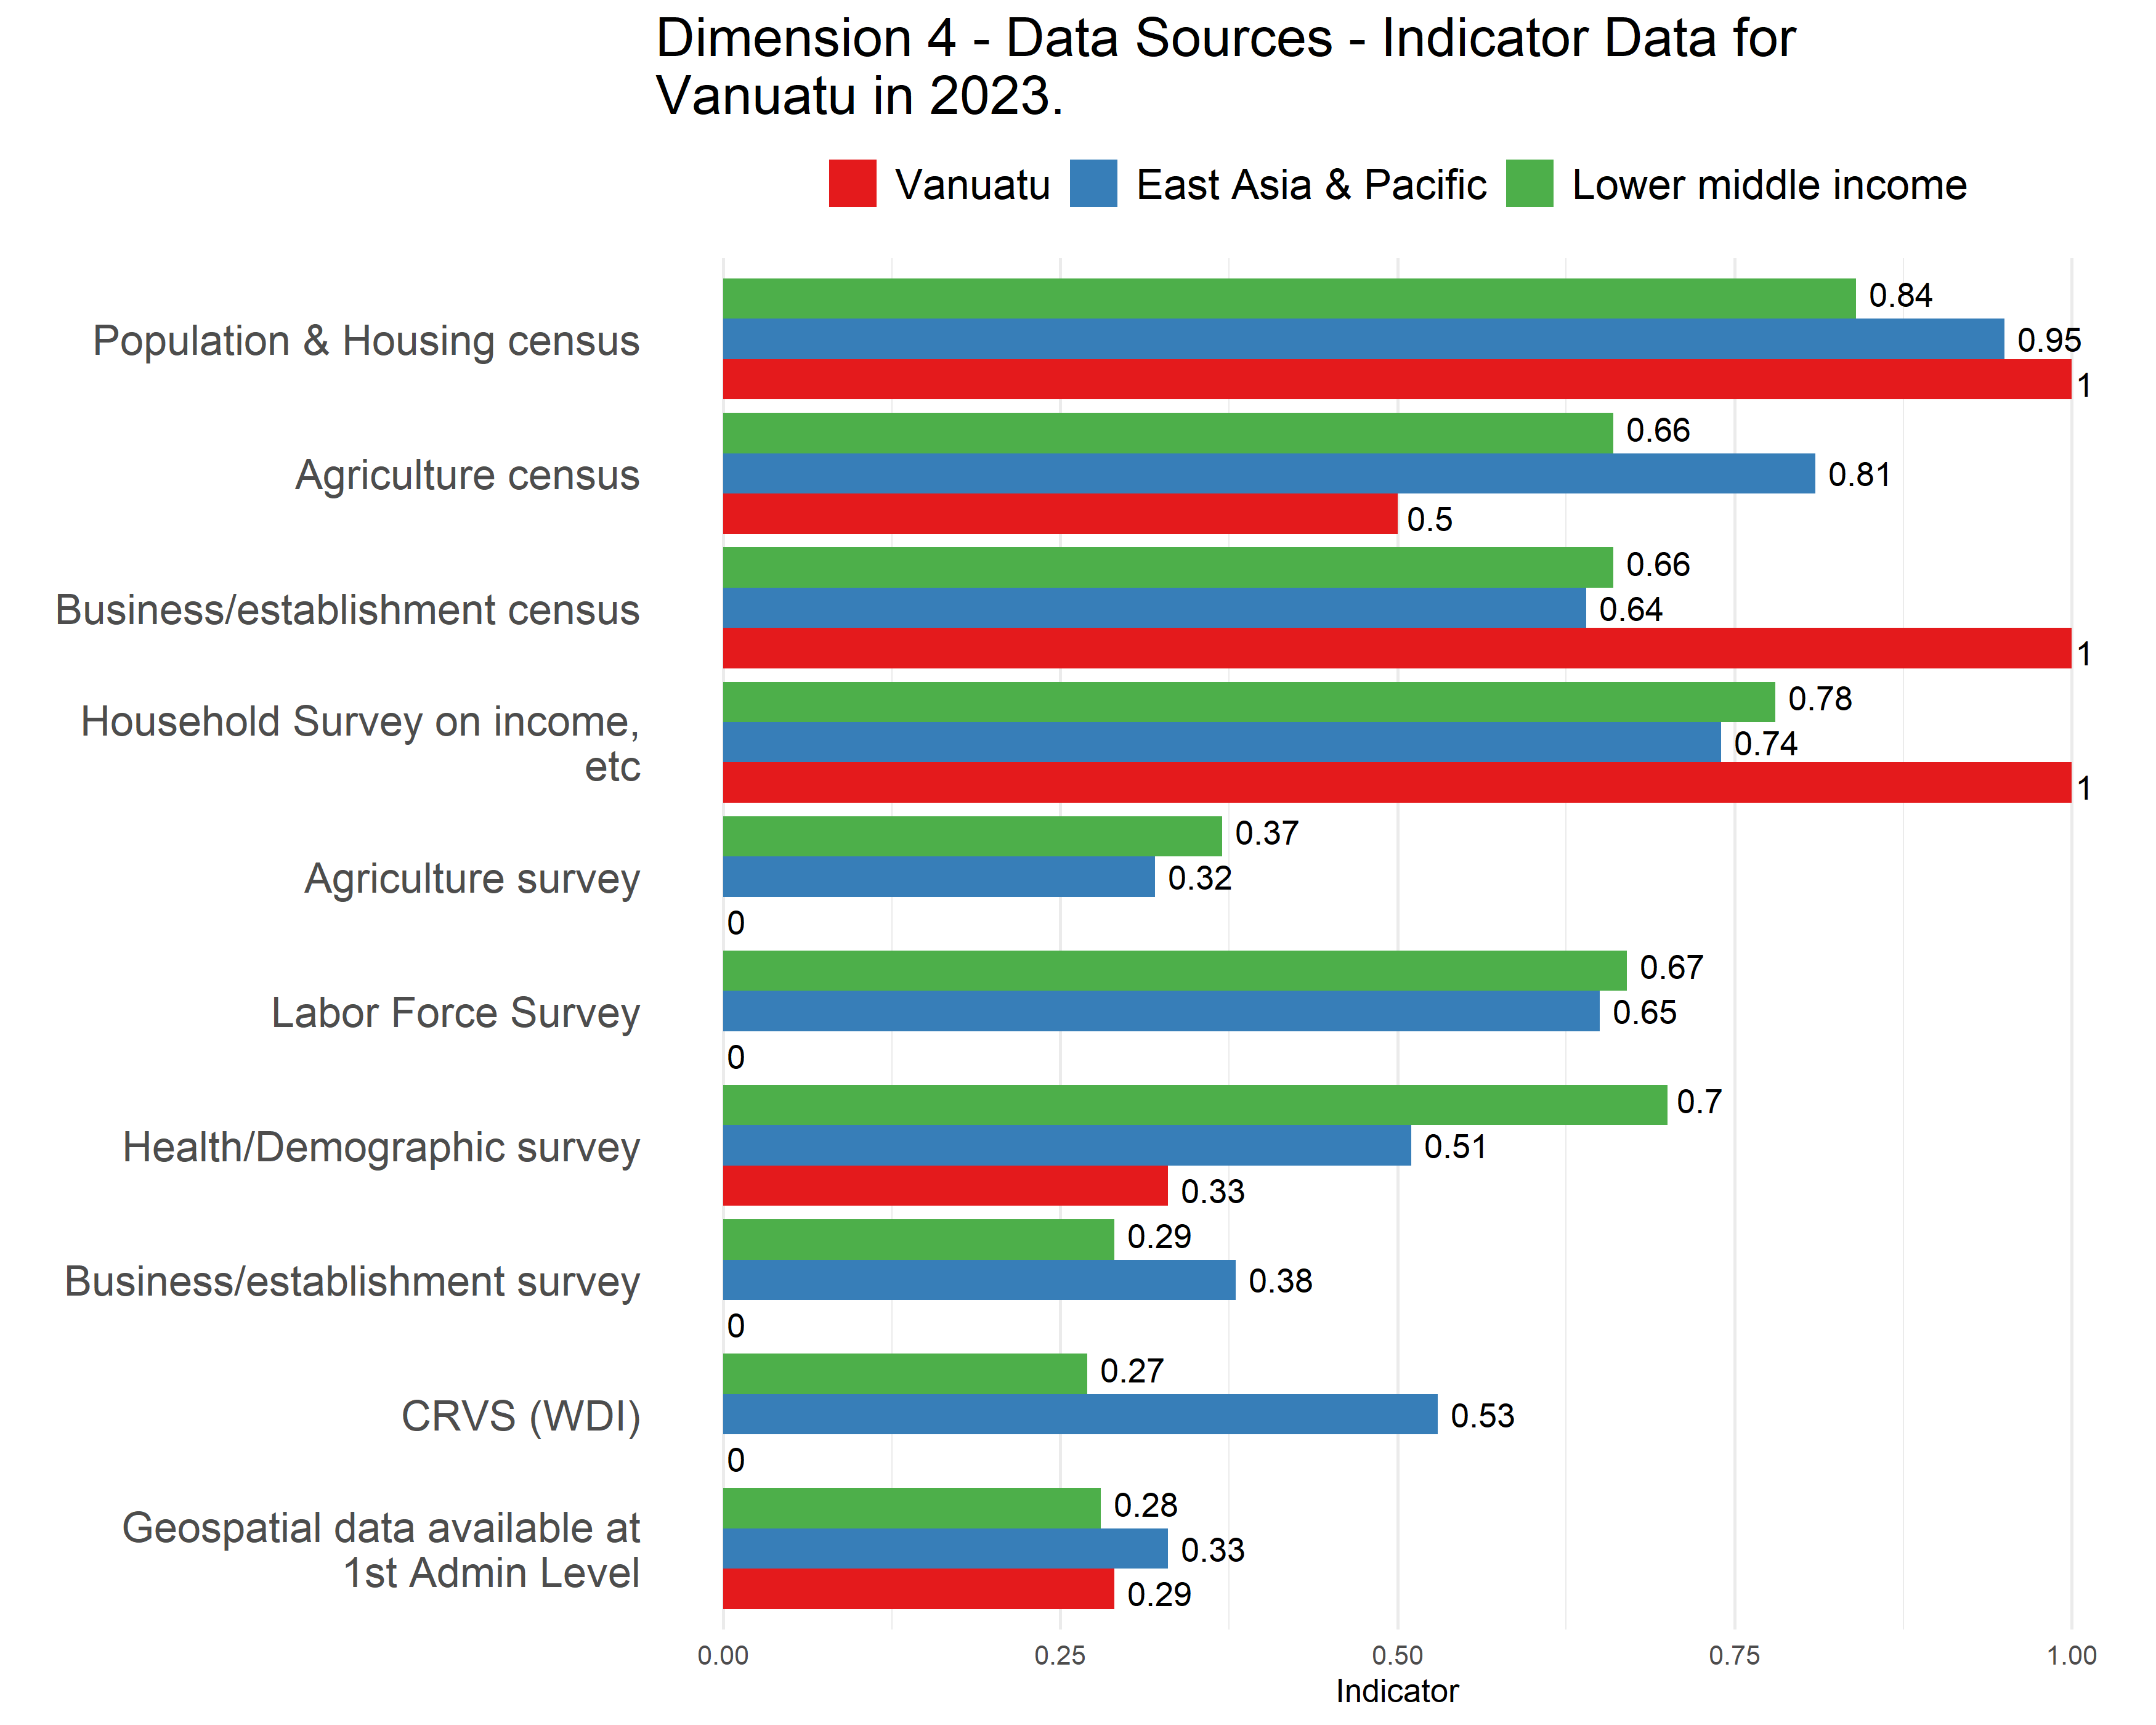 Dimension 4 - Data Sources - Indicator Data for
Vanuatu in 2023.
Vanuatu East Asia & Pacific Lower middle income
Population & Housing census
0.84
0.95
1
Agriculture census
0.66
0.81
0.5
Business/establishment census
0.66
0.64
1
Household Survey on income,
etc
0.78
0.74
1
Agriculture survey
0.37
0.32
0
Labor Force Survey
0.67
0.65
0
Health/Demographic survey
0.7
0.51
0.33
Business/establishment survey
0.29
0.38
0
CRVS (WDI)
0.27
0.53
0
Geospatial data available at
1st Admin Level
0.28
0.33
0.29
0.00 0.25 0.50 0.75 1.00
Indicator